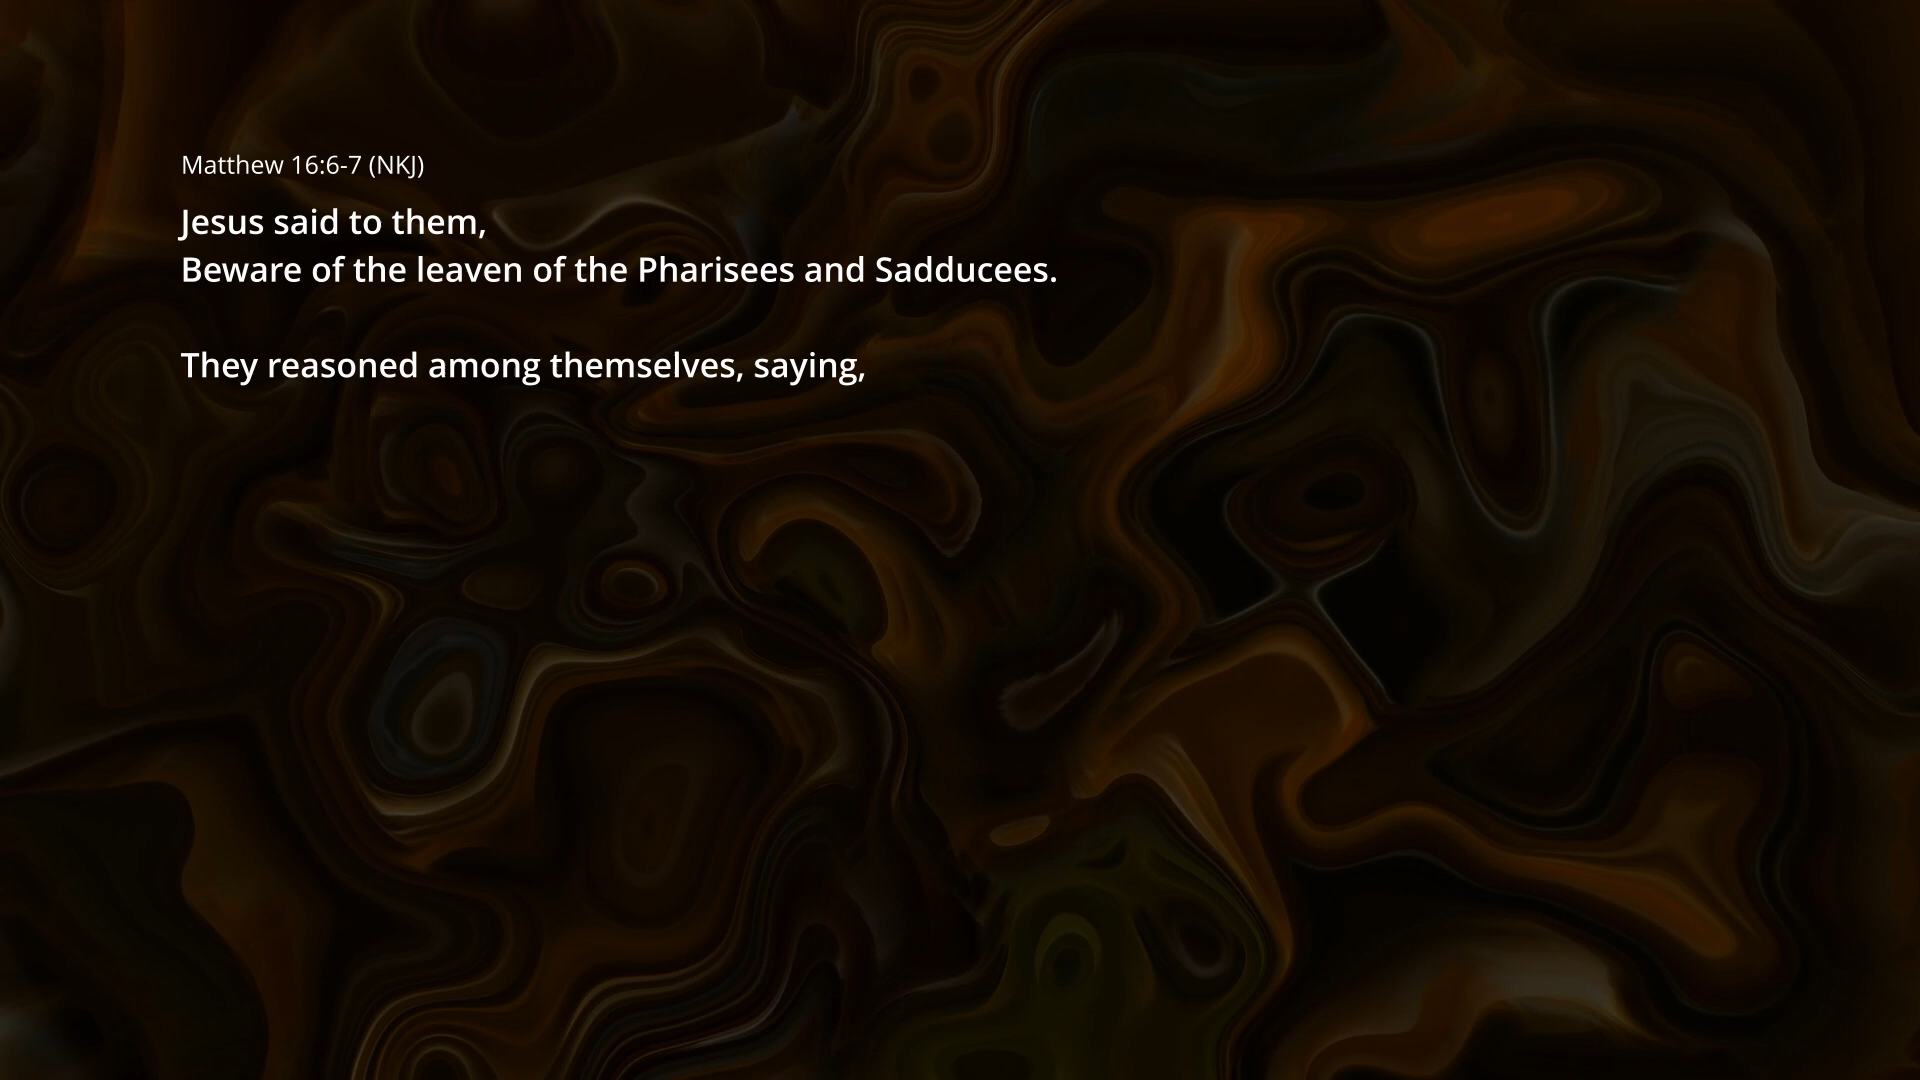 Matthew 16:6-7 (NKJ)
Jesus said to them,
Beware of the leaven of the Pharisees and Sadducees.
They reasoned among themselves, saying,